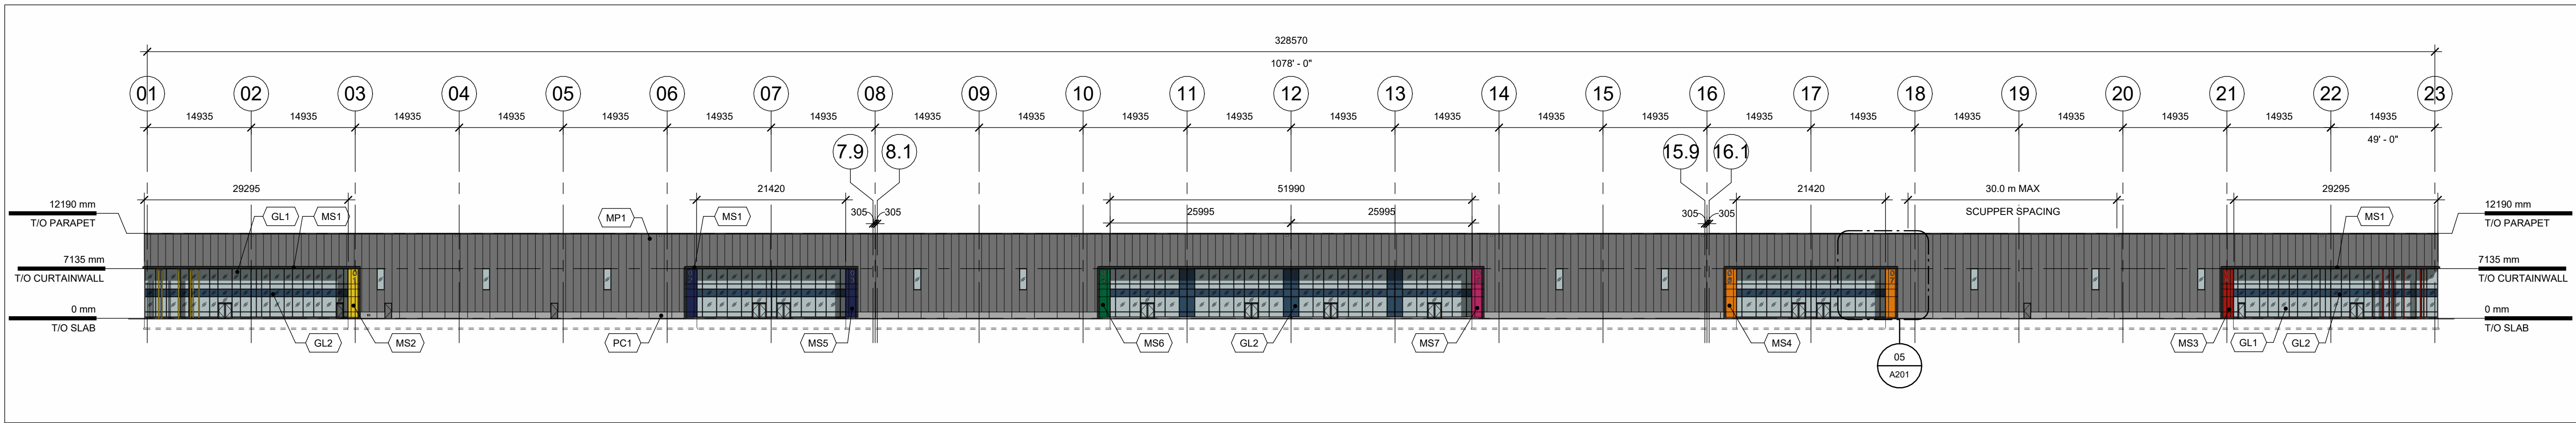 328570
1078' - 0"
01 02 03 04 05 06 07 08 09 10 11 12 13 14 15 16 17 18 19 20 21 22 23
14935 14935 14935 14935 14935 14935 14935 14935 14935 14935 14935 14935 14935 14935 14935 14935 14935 14935 14935 14935 14935 14935
49' - 0"
7.9 8.1 15.9 16.1
29295 21420 51990 21420 30.0 m MAX 29295
SCUPPER SPACING
305 305 25995 25995 305 305
12190 mm
T/O PARAPET
GL1 MS1 MP1 MS1 MS1
12190 mm
T/O PARAPET
7135 mm
T/O CURTAINWALL
7135 mm
T/O CURTAINWALL
0 mm
T/O SLAB
0 mm
T/O SLAB
GL2 MS2 PC1 MS5 MS6 GL2 MS7 MS4 MS3 GL1 GL2
05
A201